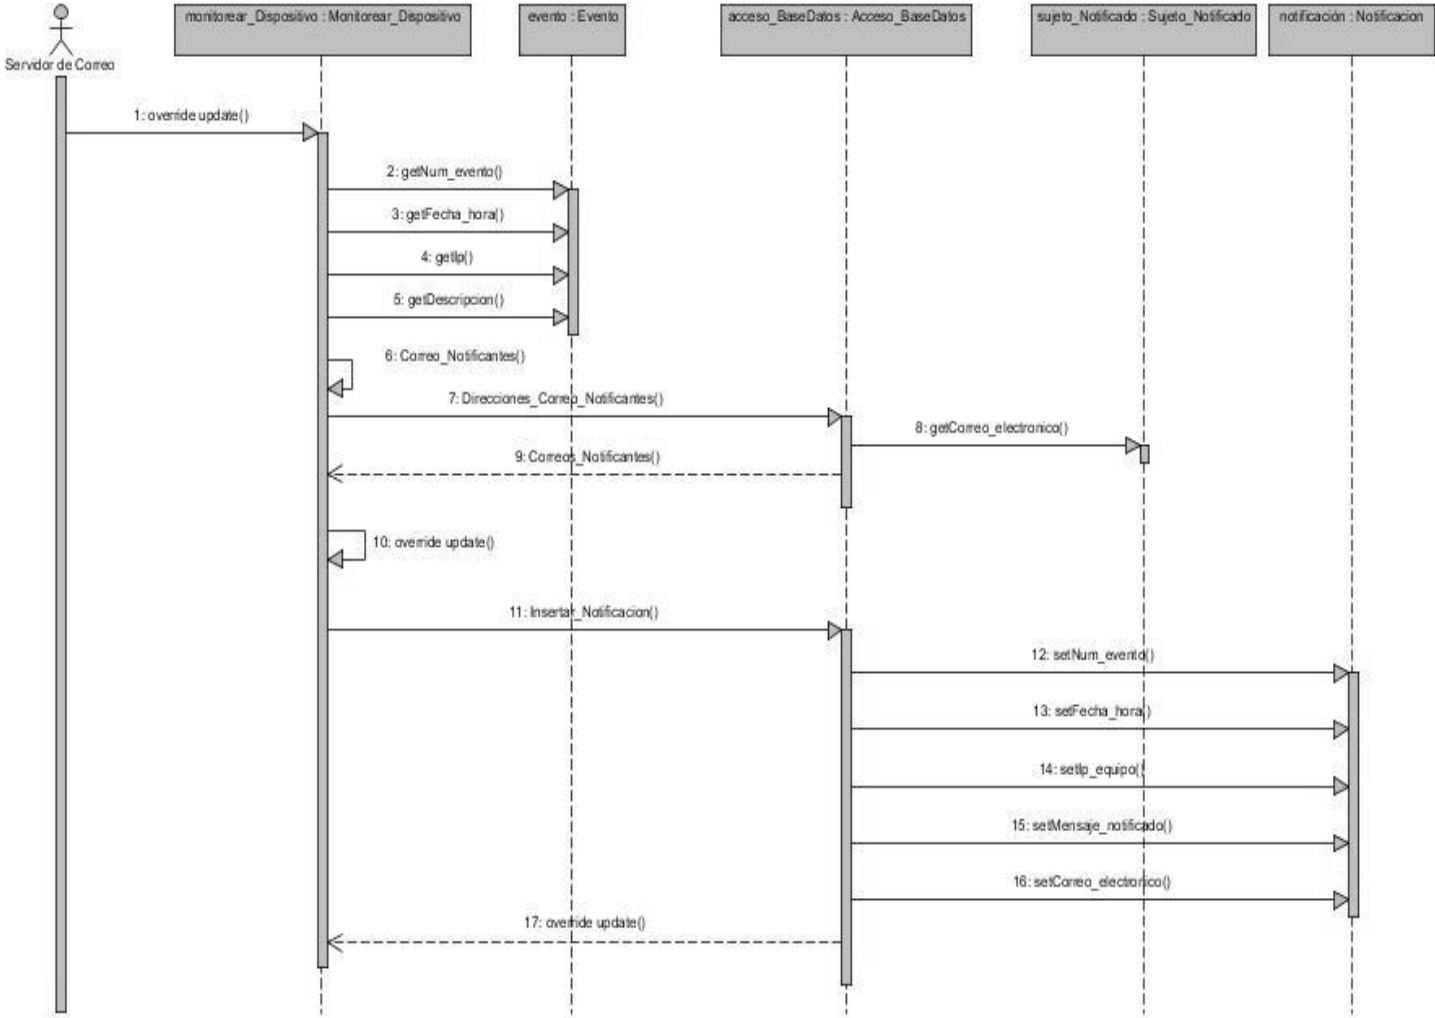 monitorear_Dispositivo : Monitorear_Dispositivo
evento : Evento
acceso_BaseDatos : Acceso_BaseDatos
sujeto_Notificado : Sujeto_Notificado
notificación : Notificacion
Servidor de Correo
1: override update()
2: getNum_evento()
3: getFecha_hora()
4: getIp()
5: getDescripcion()
6: Correo_Notificantes()
7: Direcciones_Correo_Notificantes()
8: getCorreo_electronico()
9: Correos_Notificantes()
10: override update()
11: Insertar_Notificacion()
12: setNum_evento()
13: setFecha_hora()
14: setIp_equipo()
15: setMensaje_notificado()
16: setCorreo_electronico()
17: override update()